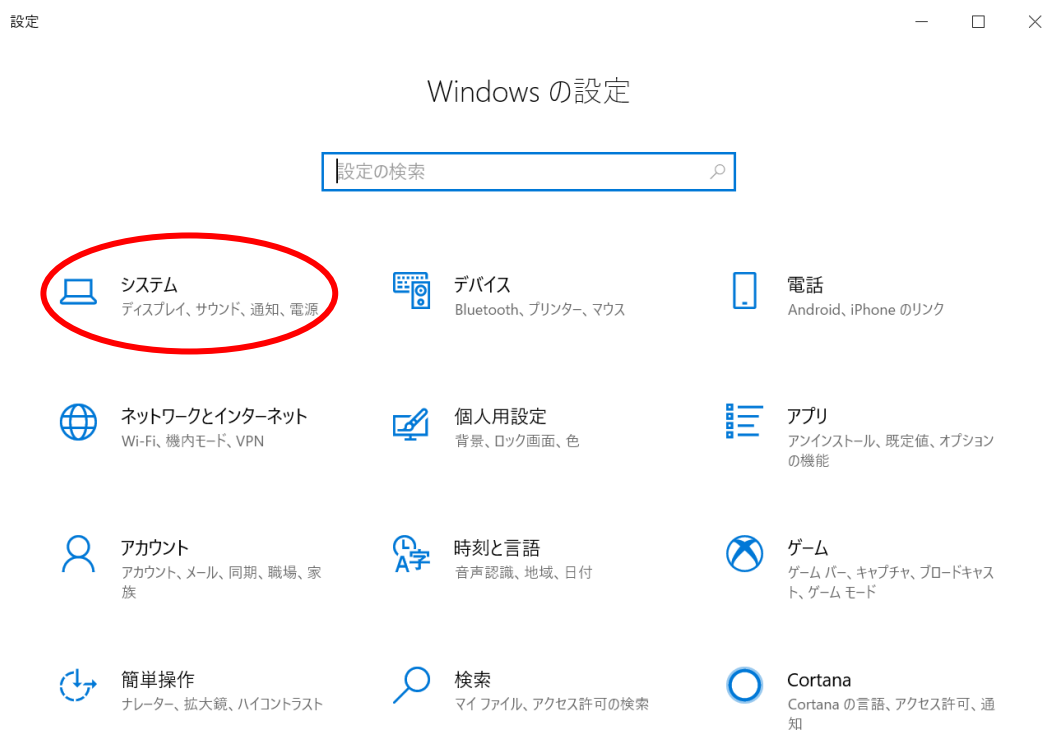 設定
Windows の設定
設定の検索
システム
ディスプレイ、サウンド、通知、電源
デバイス
Bluetooth、プリンター、マウス
電話
Android、iPhone のリンク
ネットワークとインターネット
Wi-Fi、機内モード、VPN
個人用設定
背景、ロック画面、色
アプリ
アンインストール、既定値、オプション
の機能
アカウント
アカウント、メール、同期、職場、家
族
時刻と言語
音声認識、地域、日付
ゲーム
ゲーム バー、キャプチャ、ブロードキャス
ト、ゲーム モード
簡単操作
ナレーター、拡大鏡、ハイコントラスト
検索
マイ ファイル、アクセス許可の検索
Cortana
Cortana の言語、アクセス許可、通
知